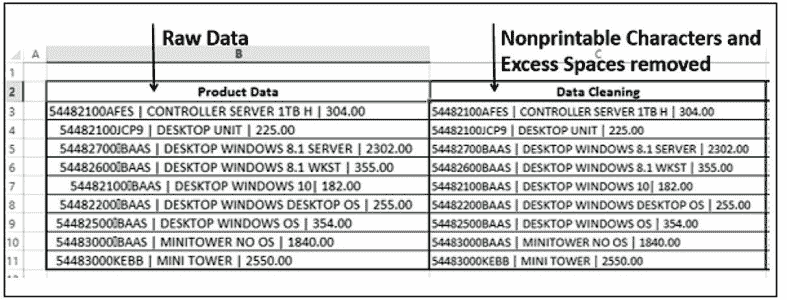 Raw Data
Nonprintable Characters and
Excess Spaces removed
A B C
1
2 Product Data Data Cleaning
3 54482100AFES | CONTROLLER SERVER 1TB H | 304.00 54482100AFES | CONTROLLER SERVER 1TB H | 304.00
4 54482100JCP9 | DESKTOP UNIT | 225.00 54482100JCP9 | DESKTOP UNIT | 225.00
5 54482700▯BAAS | DESKTOP WINDOWS 8.1 SERVER | 2302.00 54482700BAAS | DESKTOP WINDOWS 8.1 SERVER | 2302.00
6 54482600▯BAAS | DESKTOP WINDOWS 8.1 WKST | 355.00 54482600BAAS | DESKTOP WINDOWS 8.1 WKST | 355.00
7 54482100▯BAAS | DESKTOP WINDOWS 10| 182.00 54482100BAAS | DESKTOP WINDOWS 10| 182.00
8 54482200▯BAAS | DESKTOP WINDOWS DESKTOP OS | 255.00 54482200BAAS | DESKTOP WINDOWS DESKTOP OS | 255.00
9 54482500▯BAAS | DESKTOP WINDOWS OS | 354.00 54482500BAAS | DESKTOP WINDOWS OS | 354.00
10 54483000▯BAAS | MINITOWER NO OS | 1840.00 54483000BAAS | MINITOWER NO OS | 1840.00
11 54483000KEBB | MINI TOWER | 2550.00 54483000KEBB | MINI TOWER | 2550.00